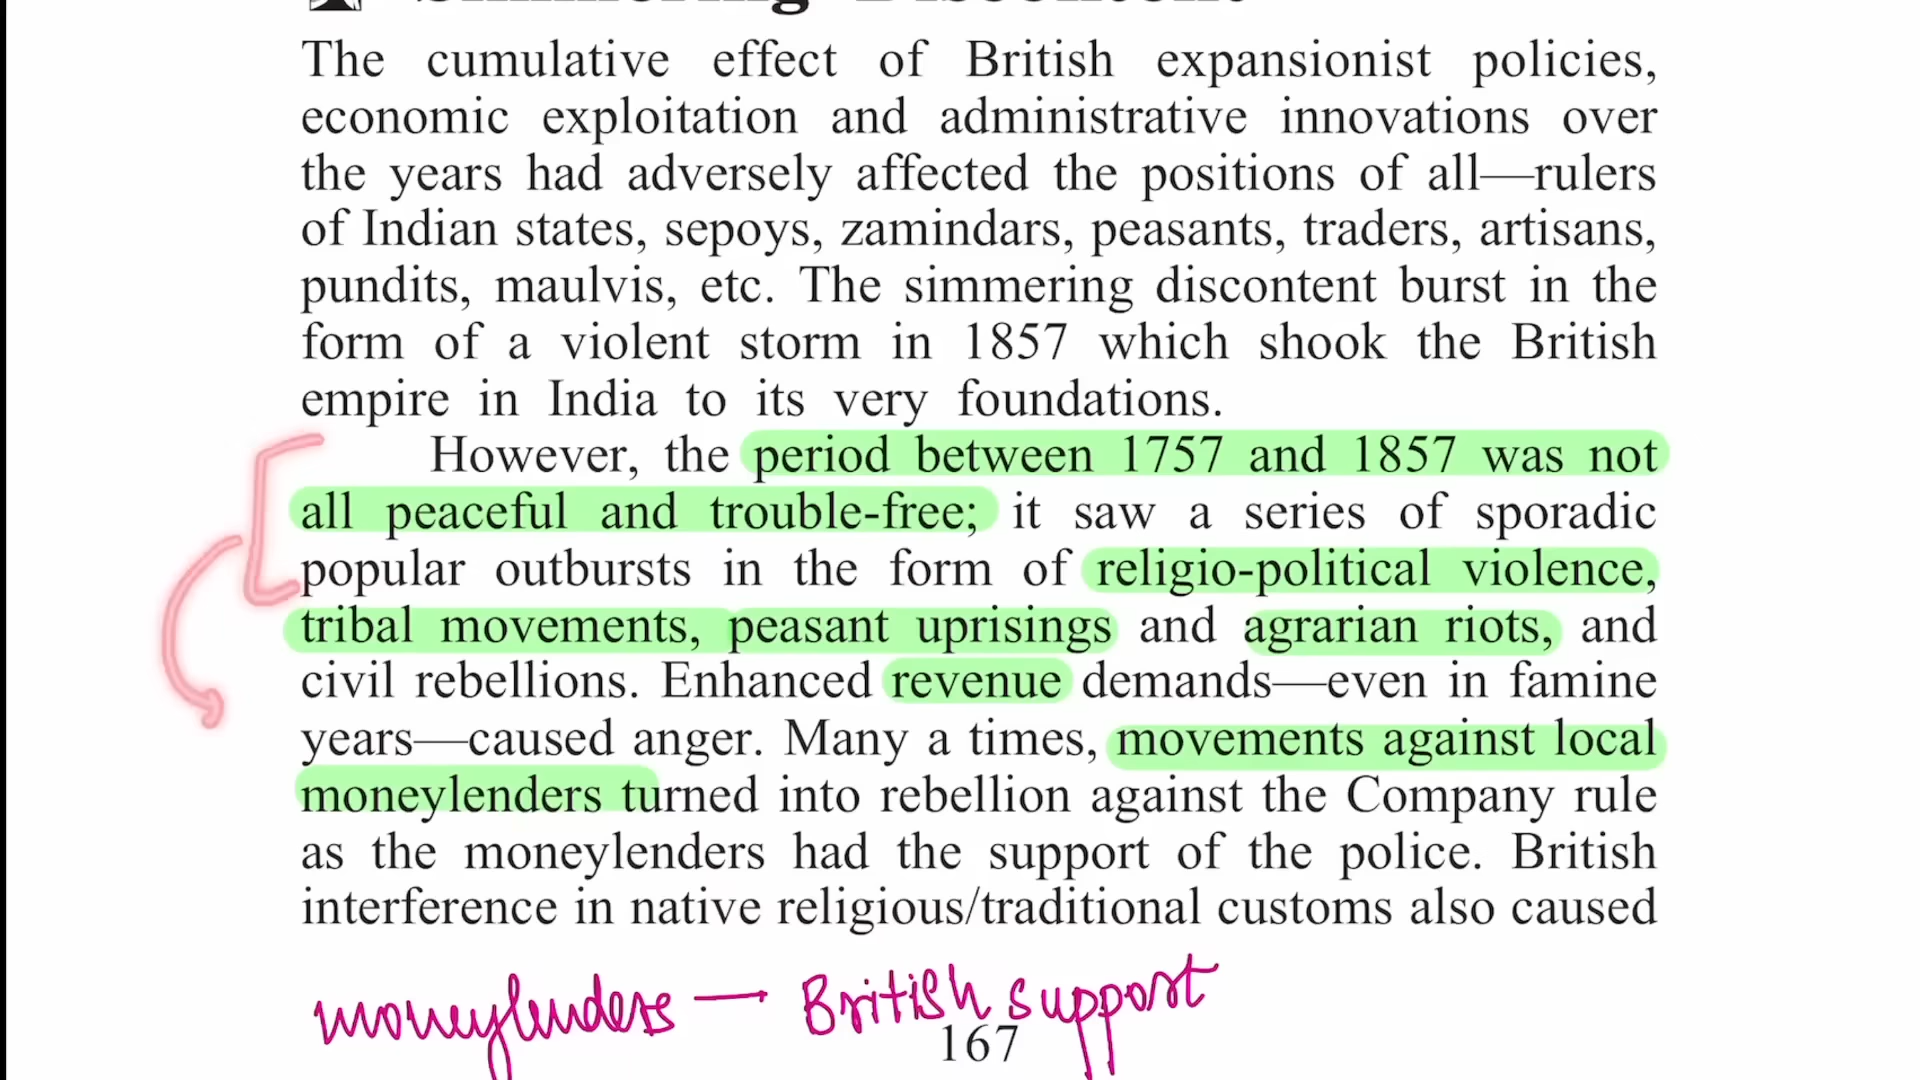 The cumulative effect of British expansionist policies,
economic exploitation and administrative innovations over
the years had adversely affected the positions of all—rulers
of Indian states, sepoys, zamindars, peasants, traders, artisans,
pundits, maulvis, etc. The simmering discontent burst in the
form of a violent storm in 1857 which shook the British
empire in India to its very foundations.
However, the period between 1757 and 1857 was not
all peaceful and trouble-free; it saw a series of sporadic
popular outbursts in the form of religio-political violence,
tribal movements, peasant uprisings and agrarian riots, and
civil rebellions. Enhanced revenue demands—even in famine
years—caused anger. Many a times, movements against local
moneylenders turned into rebellion against the Company rule
as the moneylenders had the support of the police. British
interference in native religious/traditional customs also caused
moneylenders — British support
167